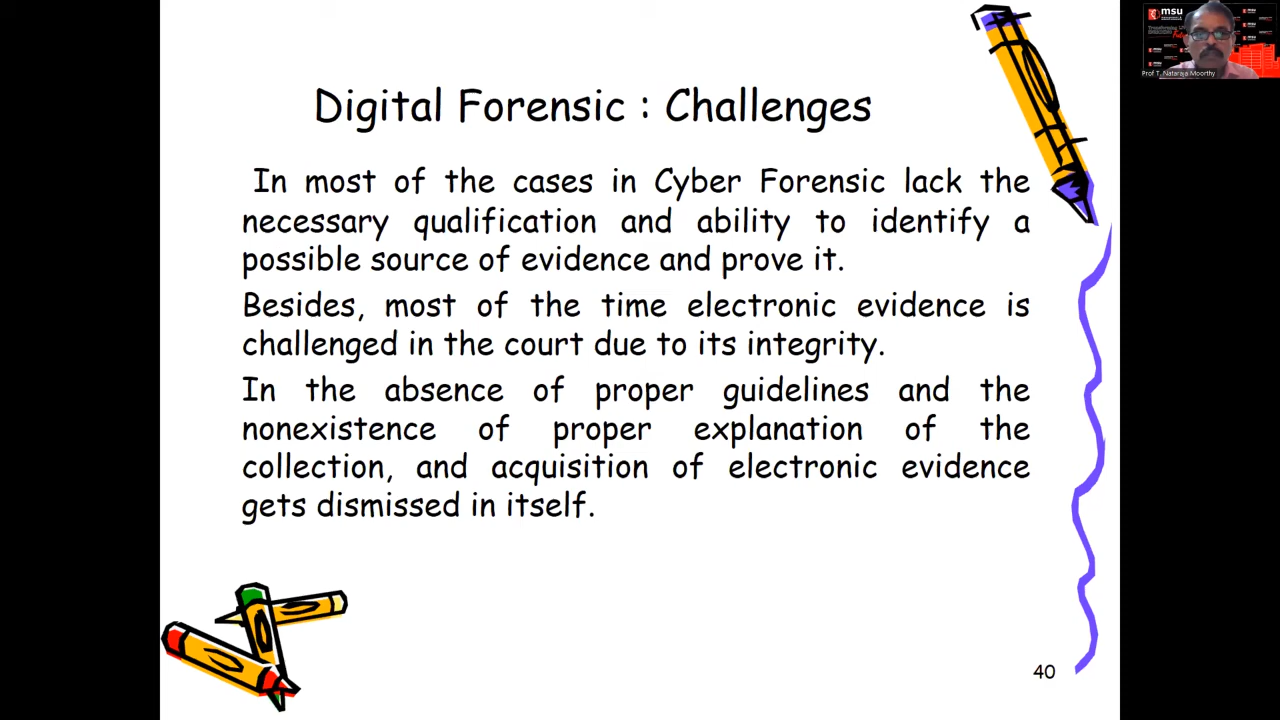 Digital Forensic : Challenges
In most of the cases in Cyber Forensic lack the
necessary qualification and ability to identify a
possible source of evidence and prove it.
Besides, most of the time electronic evidence is
challenged in the court due to its integrity.
In the absence of proper guidelines and the
nonexistence of proper explanation of the
collection, and acquisition of electronic evidence
gets dismissed in itself.
40
msu
Prof T. Nataraja Moorthy